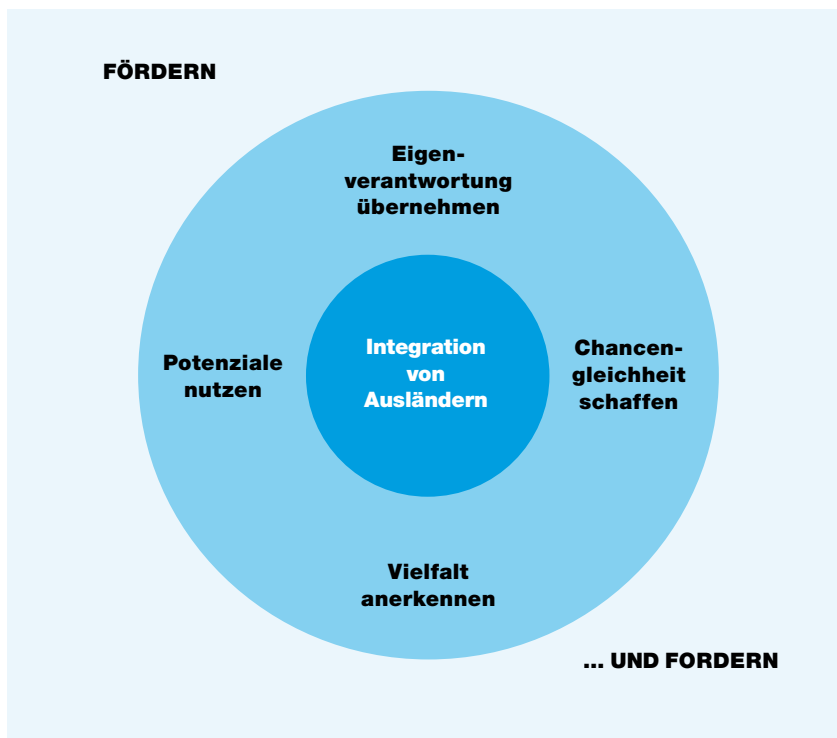 FÖRDERN
Eigen-
verantwortung
übernehmen
Potenziale
nutzen
Integration
von
Ausländern
Chancen-
gleichheit
schaffen
Vielfalt
anerkennen
... UND FORDERN